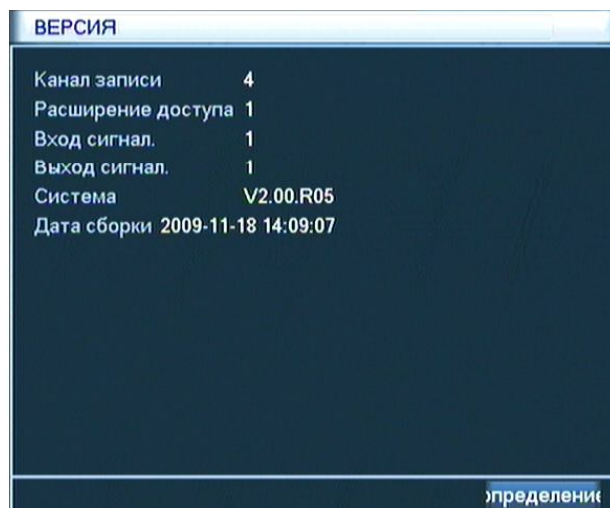 ВЕРСИЯ
Канал записи 4
Расширение доступа 1
Вход сигнал. 1
Выход сигнал. 1
Система V2.00.R05
Дата сборки 2009-11-18 14:09:07